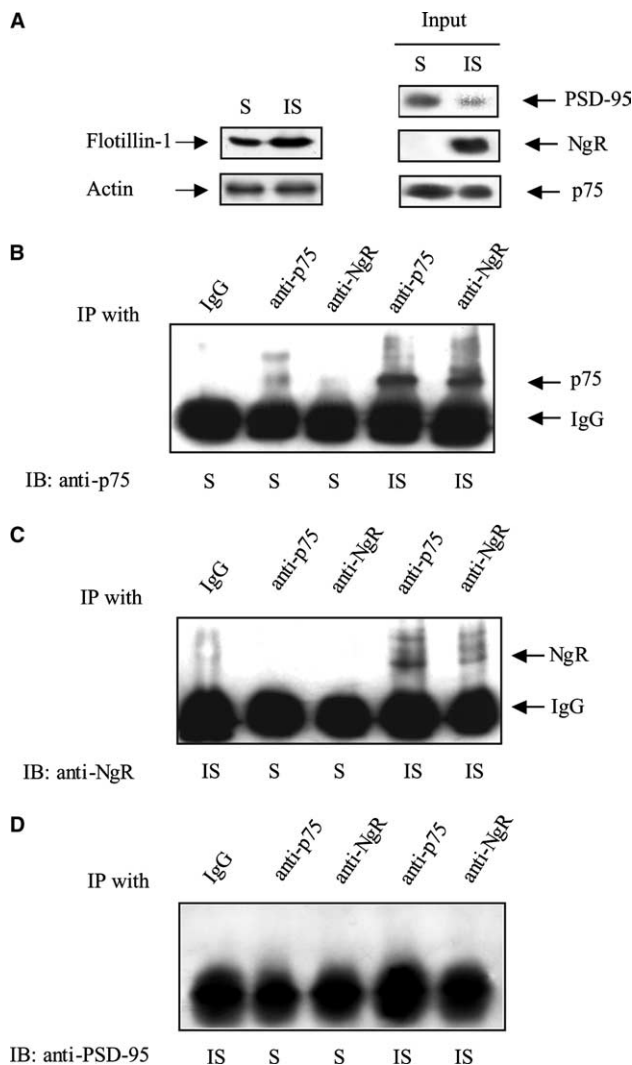 A
Input
S IS
S IS
PSD-95
Flotillin-1
NgR
Actin
p75
B
IP with
IgG anti-p75 anti-NgR anti-p75 anti-NgR
p75
IgG
IB: anti-p75 S S S IS IS
C
IP with
IgG anti-p75 anti-NgR anti-p75 anti-NgR
NgR
IgG
IB: anti-NgR IS S S IS IS
D
IP with
IgG anti-p75 anti-NgR anti-p75 anti-NgR
IB: anti-PSD-95 IS S S IS IS